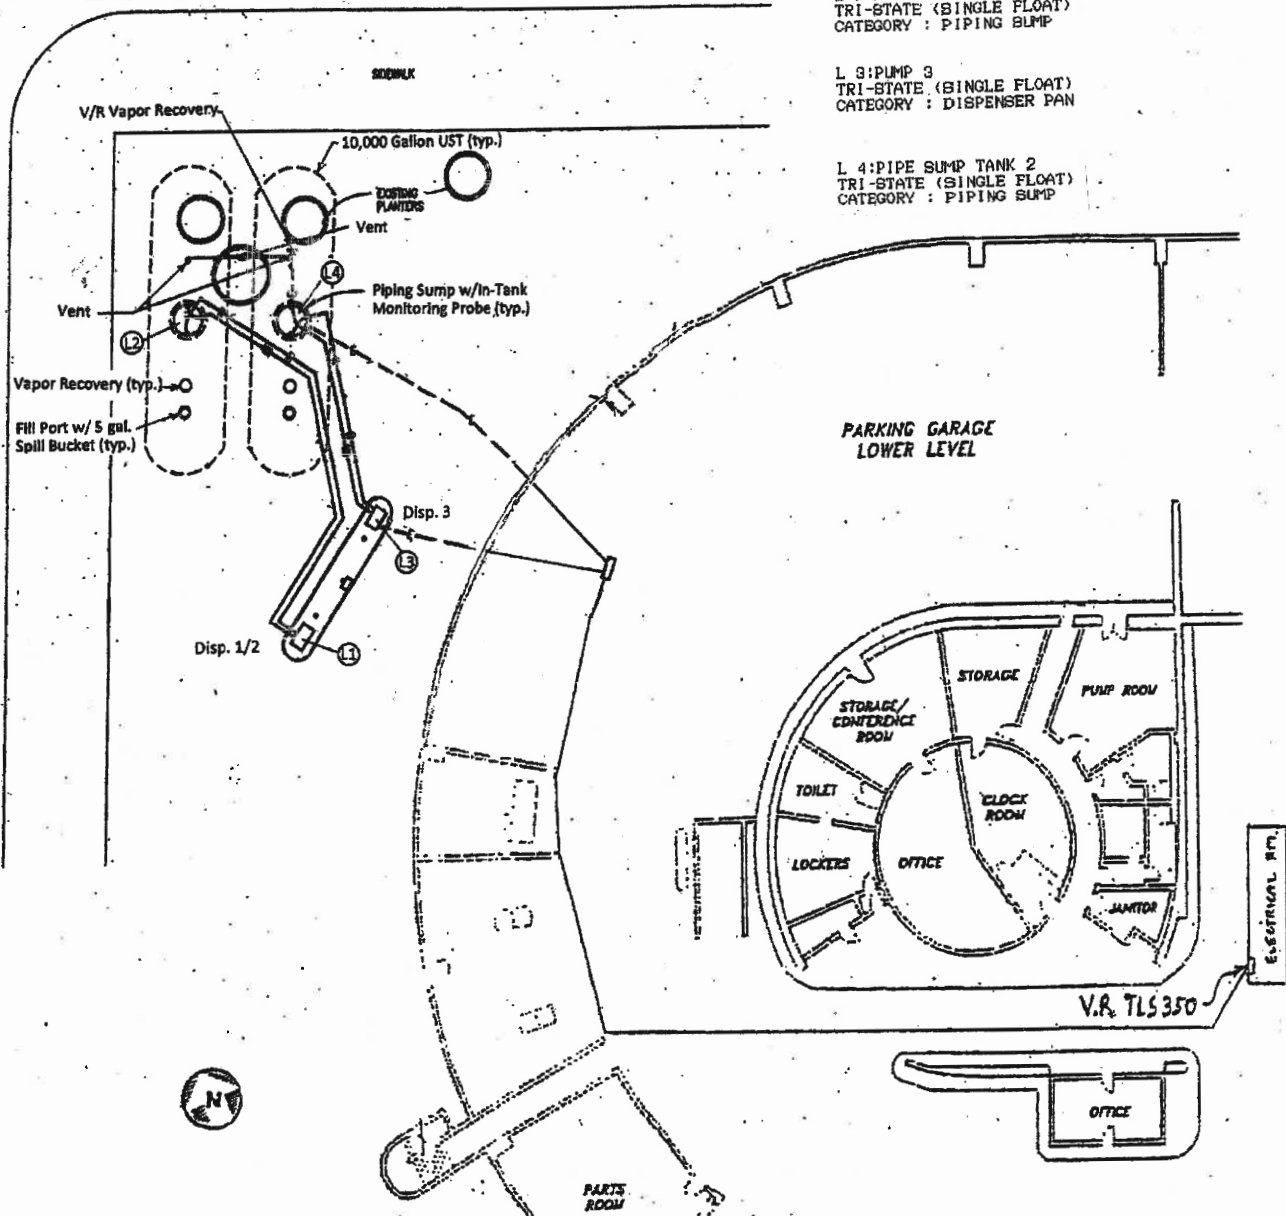 TRI-STATE (SINGLE FLOAT)
CATEGORY : PIPING SUMP
L 3:PUMP 3
TRI-STATE (SINGLE FLOAT)
CATEGORY : DISPENSER PAN
L 4:PIPE SUMP TANK 2
TRI-STATE (SINGLE FLOAT)
CATEGORY : PIPING SUMP
SIDEWALK
V/R Vapor Recovery
10,000 Gallon UST (typ.)
EXISTING
PLANTERS
Vent
L4
Piping Sump w/In-Tank
Monitoring Probe (typ.)
Vent
L2
Vapor Recovery (typ.)
Fill Port w/ 5 gal.
Spill Bucket (typ.)
PARKING GARAGE
LOWER LEVEL
Disp. 3
L3
Disp. 1/2
L1
STORAGE
PUMP ROOM
STORAGE/
CONFERENCE
ROOM
TOILET
CLOCK
ROOM
LOCKERS
OFFICE
JANITOR
ELECTRICAL RM.
V.R. TLS350
N
OFFICE
PARTS
ROOM